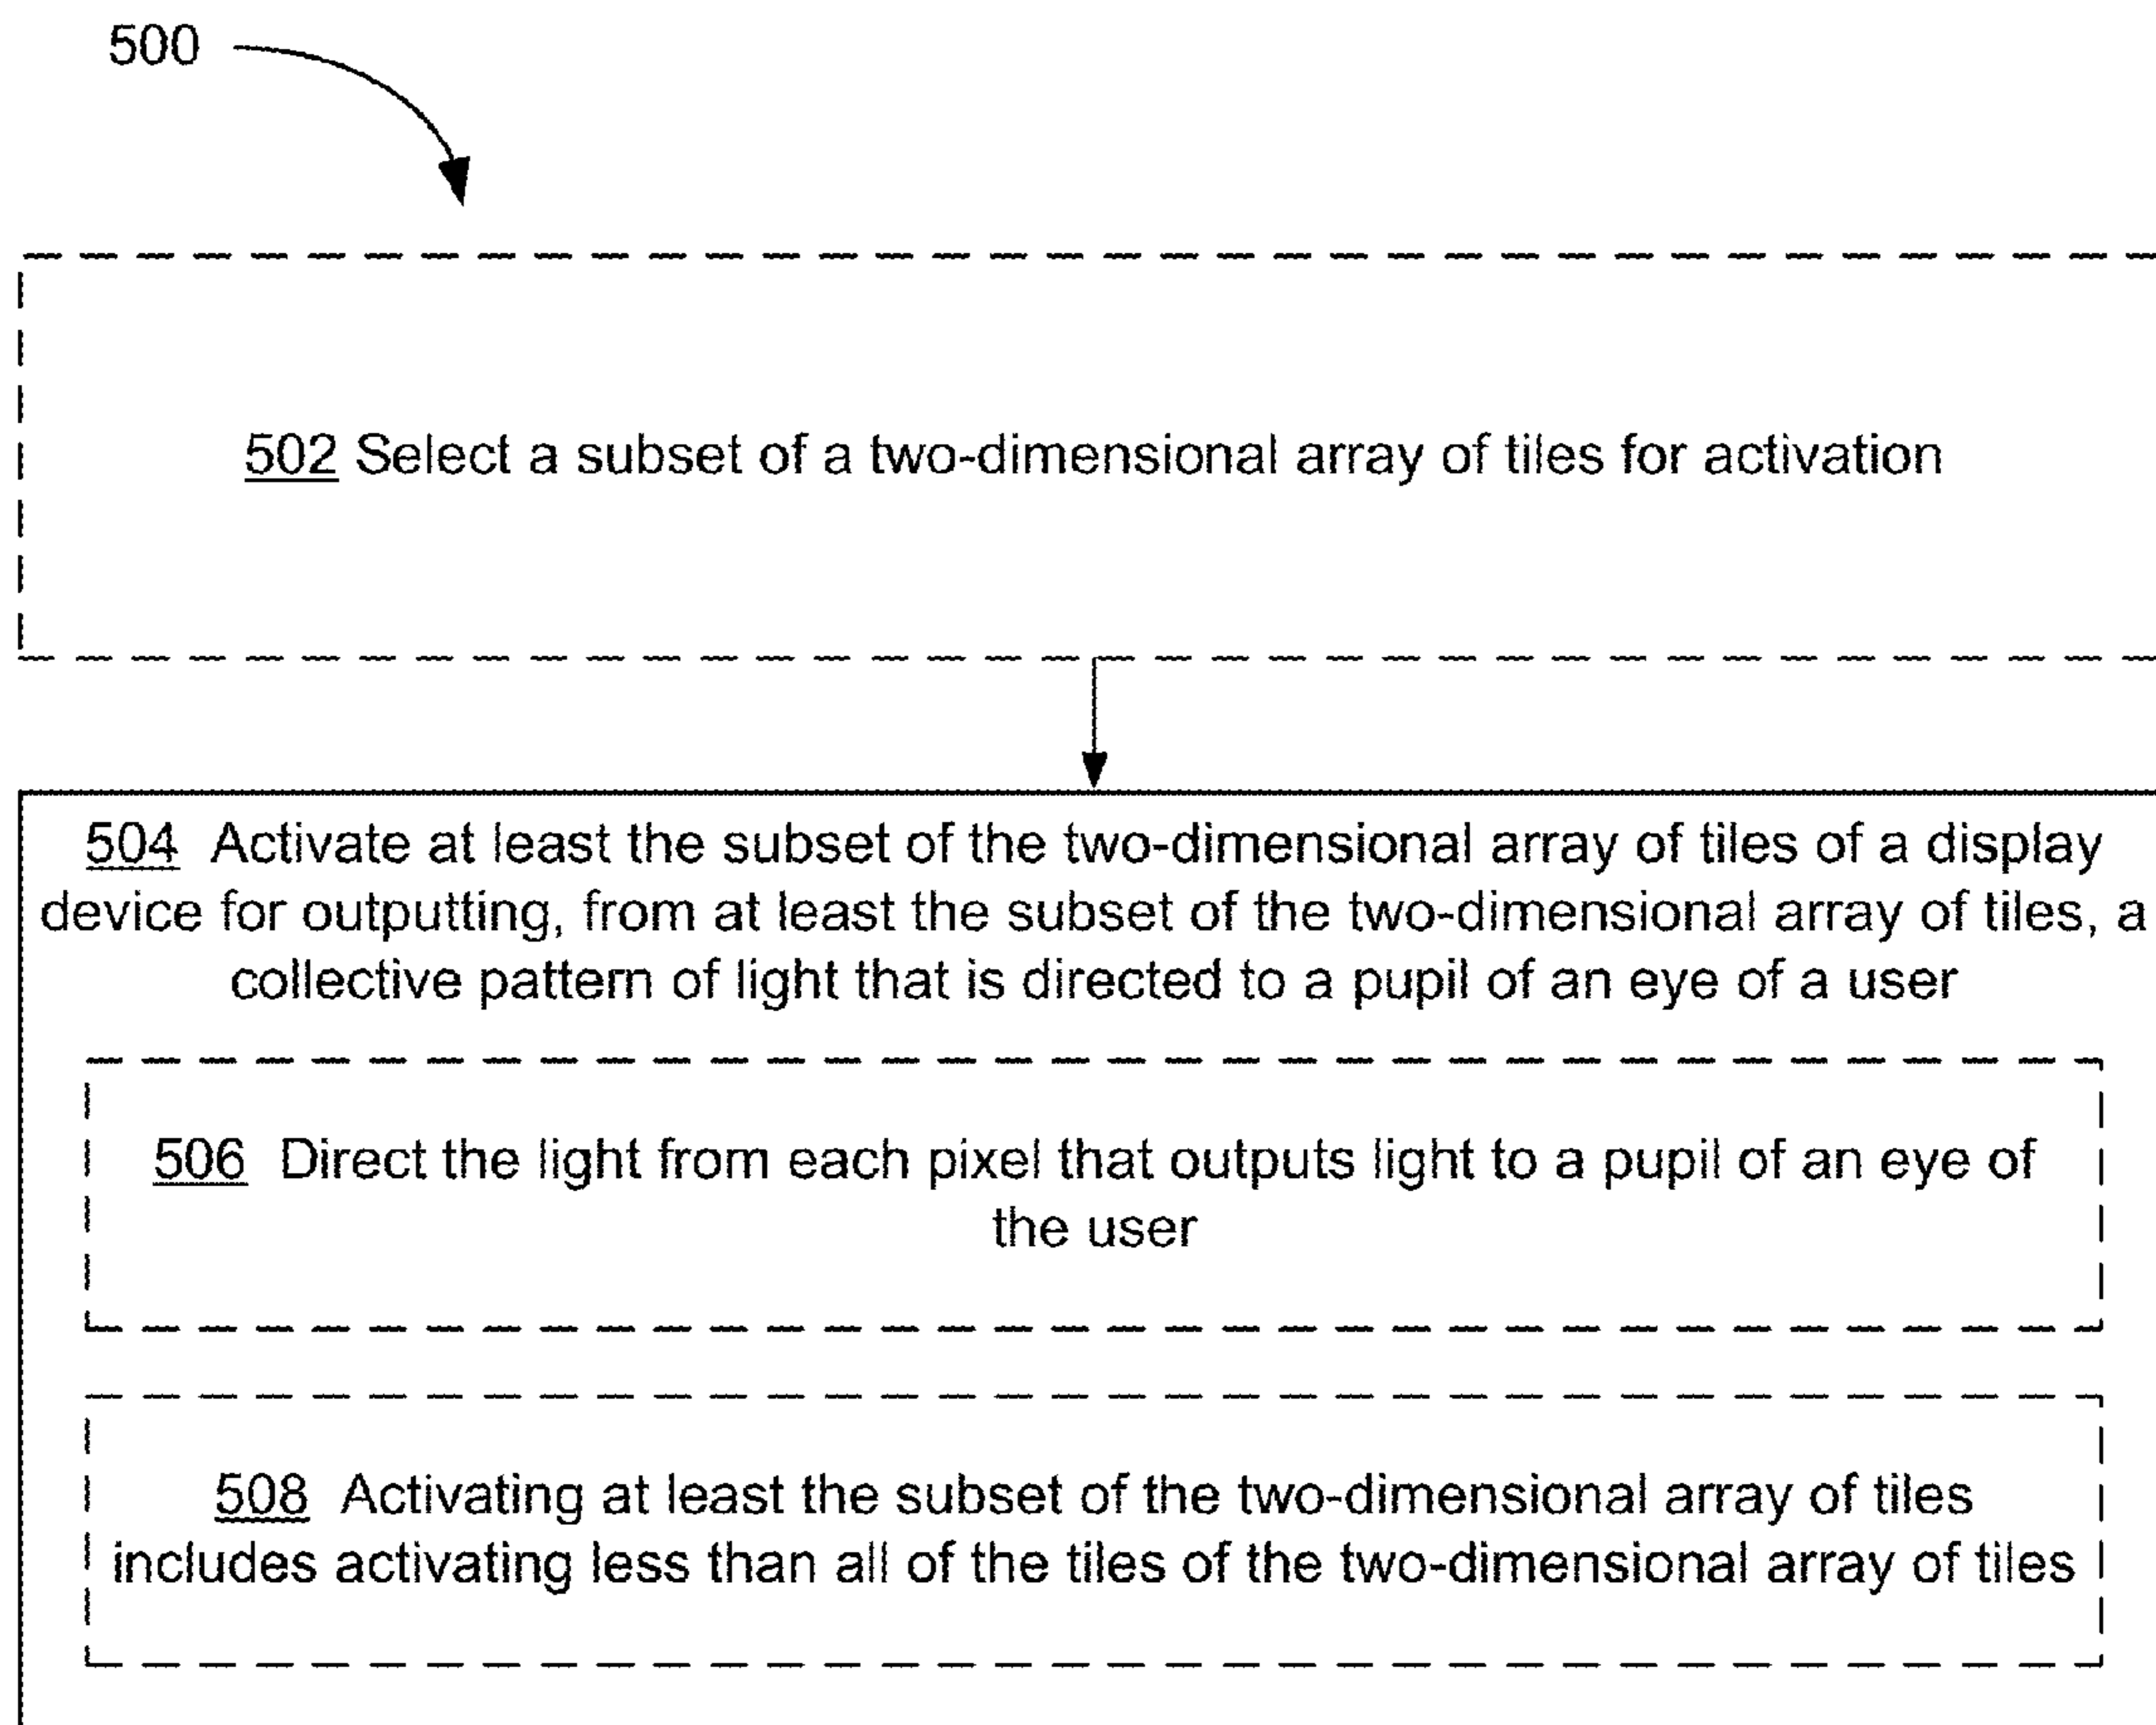 500
502 Select a subset of a two-dimensional array of tiles for activation
504 Activate at least the subset of the two-dimensional array of tiles of a display
device for outputting, from at least the subset of the two-dimensional array of tiles, a
collective pattern of light that is directed to a pupil of an eye of a user
506 Direct the light from each pixel that outputs light to a pupil of an eye of
the user
508 Activating at least the subset of the two-dimensional array of tiles
includes activating less than all of the tiles of the two-dimensional array of tiles